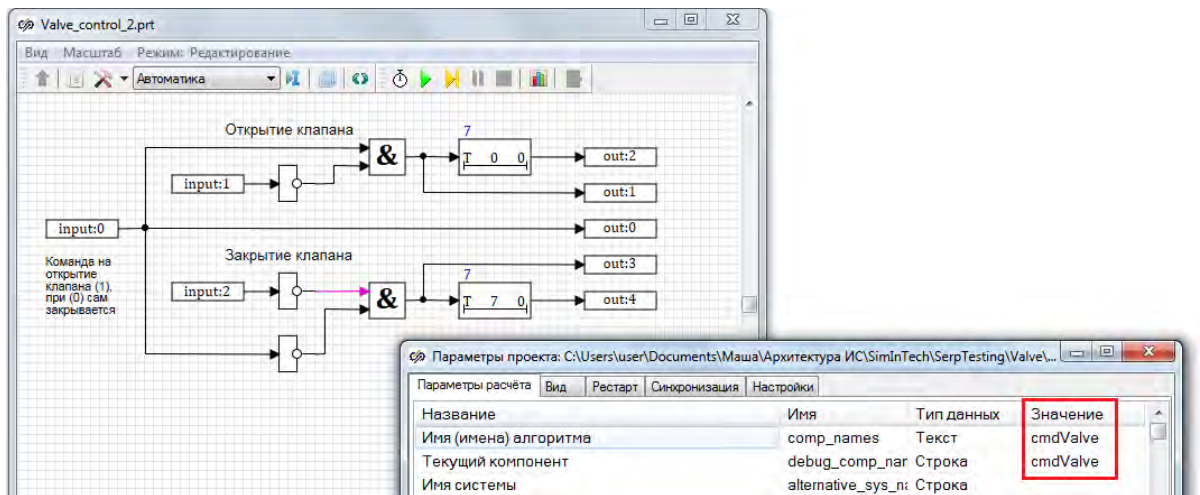 Valve_control_2.prt
Вид Масштаб Режим: Редактирование
Автоматика
Открытие клапана
7
& T 0 0 out:2
input:1 out:1
input:0 out:0
Закрытие клапана out:3
Команда на
открытие
клапана (1).
при (0) сам
закрывается
7
input:2 & T 7 0 out:4
Параметры проекта: C:\Users\user\Documents\Маша\Архитектура ИС\SimInTech\SerpTesting\Valve\...
Параметры расчёта Вид Рестарт Синхронизация Настройки
Название Имя Тип данных Значение
Имя (имена) алгоритма comp_names Текст cmdValve
Текущий компонент debug_comp_nar Строка cmdValve
Имя системы alternative_sys_na Строка